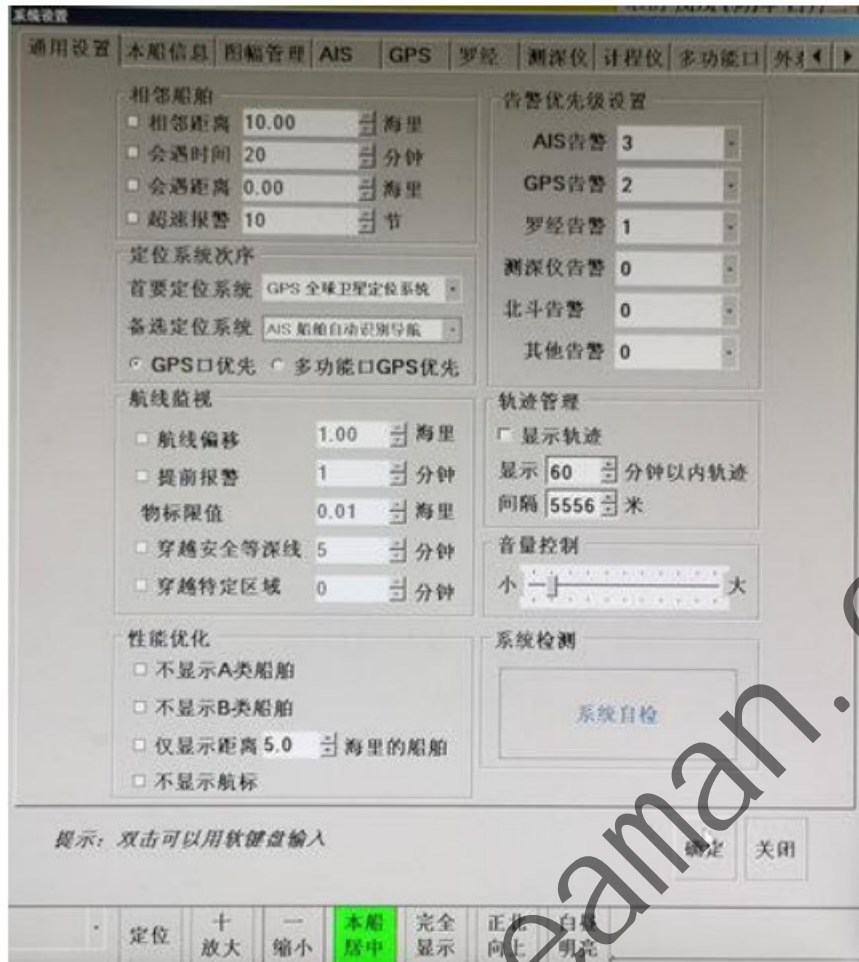 系统设置
通用设置 本船信息 图幅管理 AIS GPS 罗经 测深仪 计程仪 多功能口
相邻船舶
相邻距离 10.00 海里
会遇时间 20 分钟
会遇距离 0.00 海里
超速报警 10 节
定位系统次序
首要定位系统 GPS 全球卫星定位系统
备选定位系统 AIS 船舶自动识别导航
GPS口优先 多功能口GPS优先
航线监视
航线偏移 1.00 海里
提前报警 1 分钟
物标限值 0.01 海里
穿越安全等深线 5 分钟
穿越特定区域 0 分钟
性能优化
不显示A类船舶
不显示B类船舶
仅显示距离 5.0 海里的船舶
不显示航标
告警优先级设置
AIS告警 3
GPS告警 2
罗经告警 1
测深仪告警 0
北斗告警 0
其他告警 0
轨迹管理
显示轨迹
显示 60 分钟以内轨迹
间隔 5556 米
音量控制
小 大
系统检测
系统自检
提示：双击可以用软键盘输入
确定 关闭
定位 十 放大 一 缩小 本船 居中 完全 显示 正北 向上 白昼 明亮
eaman.